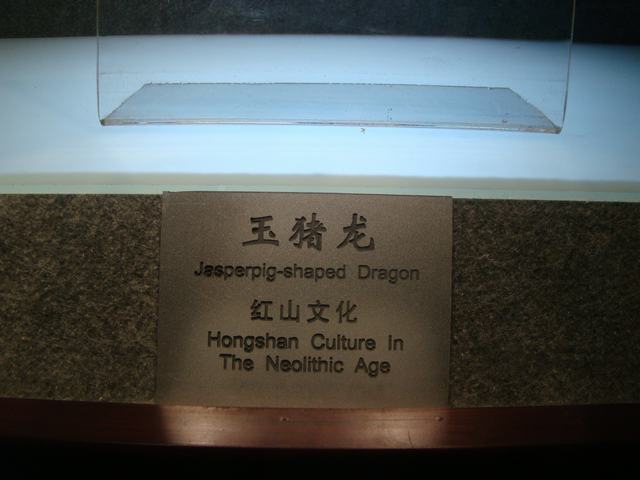 玉猪龙
Jasperpig-shaped Dragon
红山文化
Hongshan Culture In
The Neolithic Age